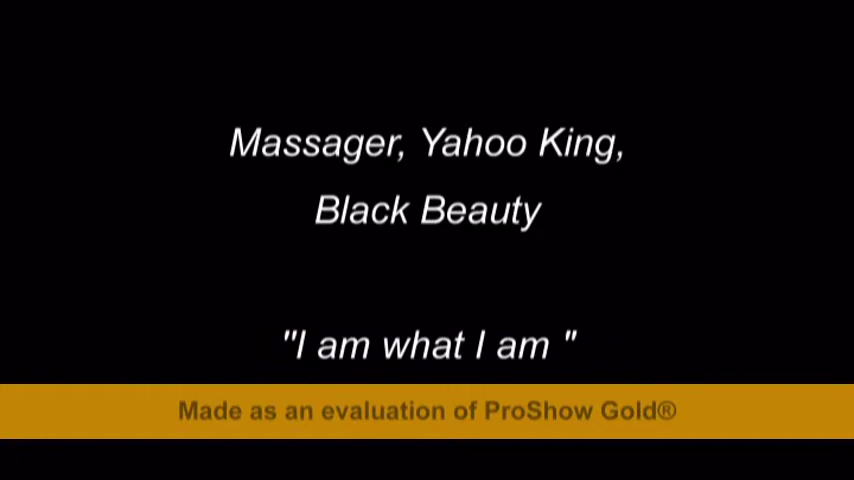 Massager, Yahoo King,
Black Beauty
"I am what I am "
Made as an evaluation of ProShow Gold®